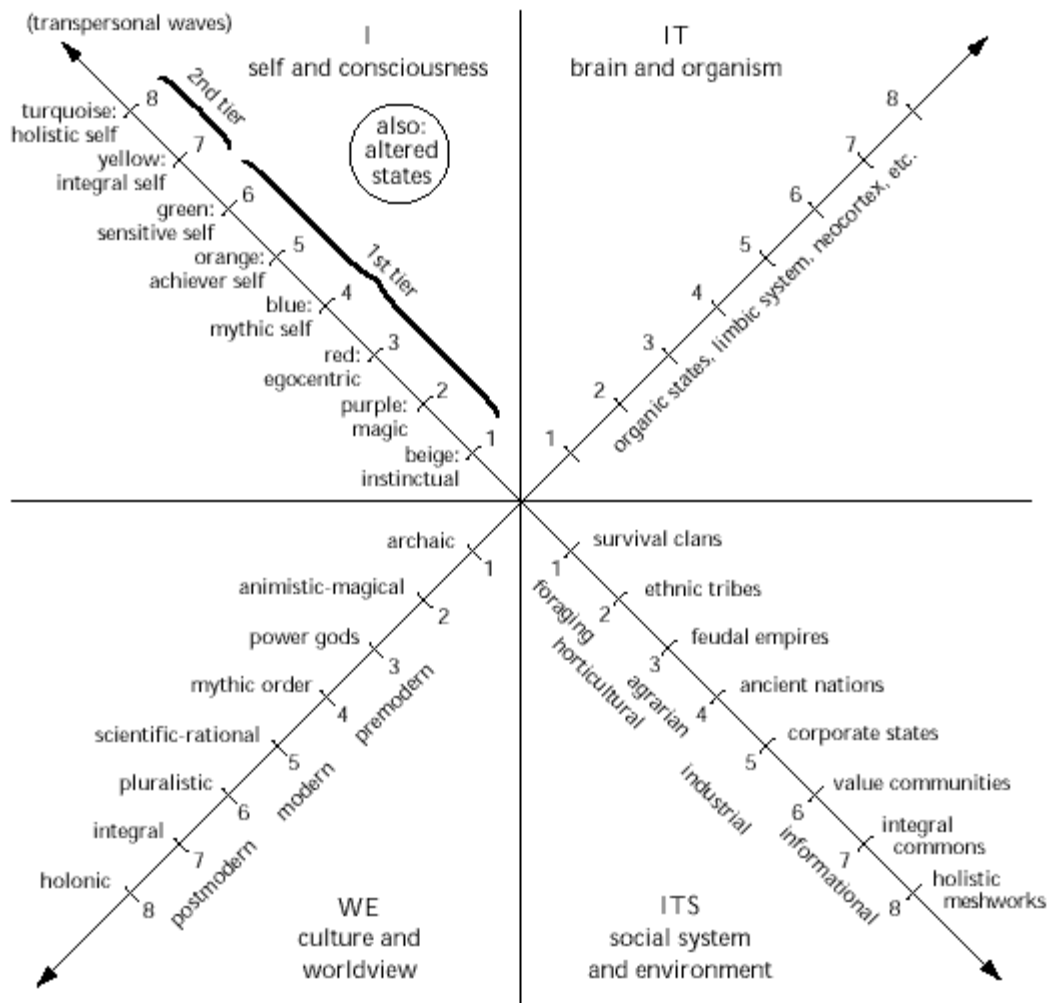 (transpersonal waves)
I
self and consciousness
2nd tier
1st tier
also:
altered
states
8
turquoise:
holistic self
7
yellow:
integral self
6
green:
sensitive self
5
orange:
achiever self
4
blue:
mythic self
3
red:
egocentric
2
purple:
magic
1
beige:
instinctual
IT
brain and organism
8
7
6
5
4
3
2
1
organic states, limbic system, neocortex, etc.
archaic
1
animistic-magical
2
power gods
3
mythic order
4
scientific-rational
5
pluralistic
6
integral
7
holonic
8
premodern
modern
postmodern
WE
culture and
worldview
survival clans
1
ethnic tribes
2
feudal empires
3
ancient nations
4
corporate states
5
value communities
6
integral
commons
7
holistic
meshworks
8
foraging
horticultural
agrarian
industrial
informational
ITS
social system
and environment